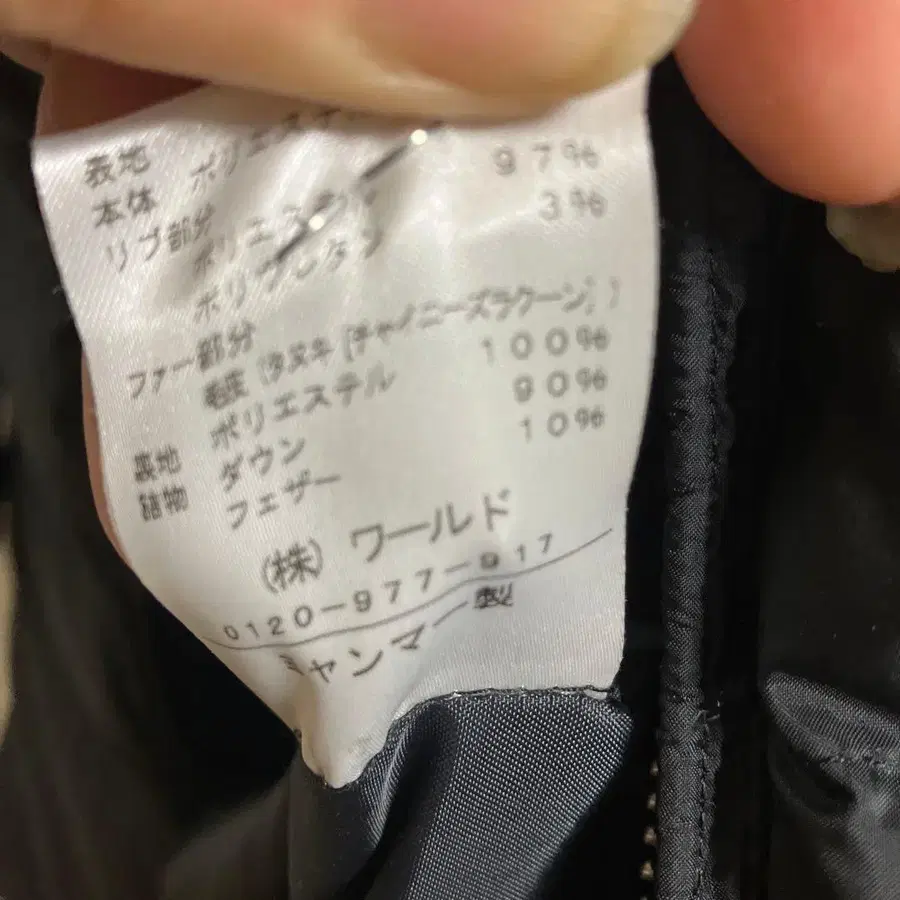 表地
本体 ポリエステ
リブ部分 ポリエステル 97%
ポリウレタン 3%
ファー部分
毛皮 (タヌキ [チャイニーズラクーン] )
裏地 ポリエステル 100%
詰物 ダウン 90%
フェザー 10%
(株) ワールド
0120-977-917
ミャンマー製